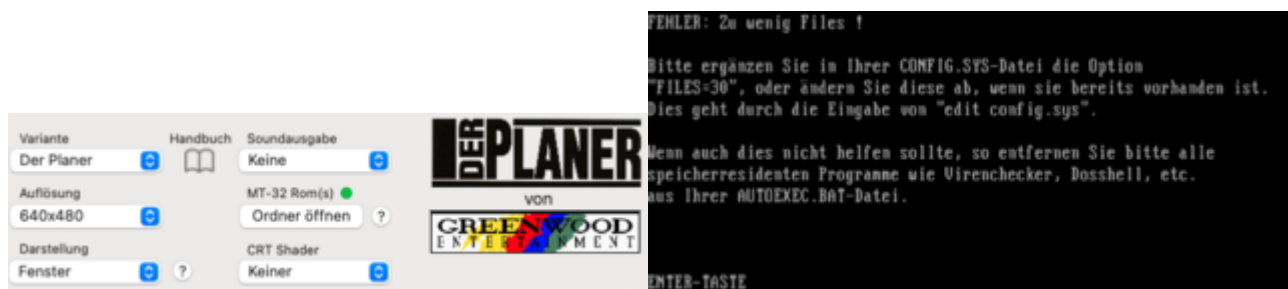 Variante
Der Planer
Handbuch
Soundausgabe
Keine
Auflösung
640x480
MT-32 Rom(s)
Ordner öffnen
?
Darstellung
Fenster
?
CRT Shader
Keiner
DER PLANER
von
GREENWOOD
ENTERTAINMENT
FEHLER: Zu wenig Files !
Bitte ergänzen Sie in Ihrer CONFIG.SYS-Datei die Option
"FILES=30", oder ändern Sie diese ab, wenn sie bereits vorhanden ist.
Dies geht durch die Eingabe von "edit config.sys".
Wenn auch dies nicht helfen sollte, so entfernen Sie bitte alle
speicherresidenten Programme wie Virenchecker, Dosshell, etc.
aus Ihrer AUTOEXEC.BAT-Datei.
ENTER-TASTE